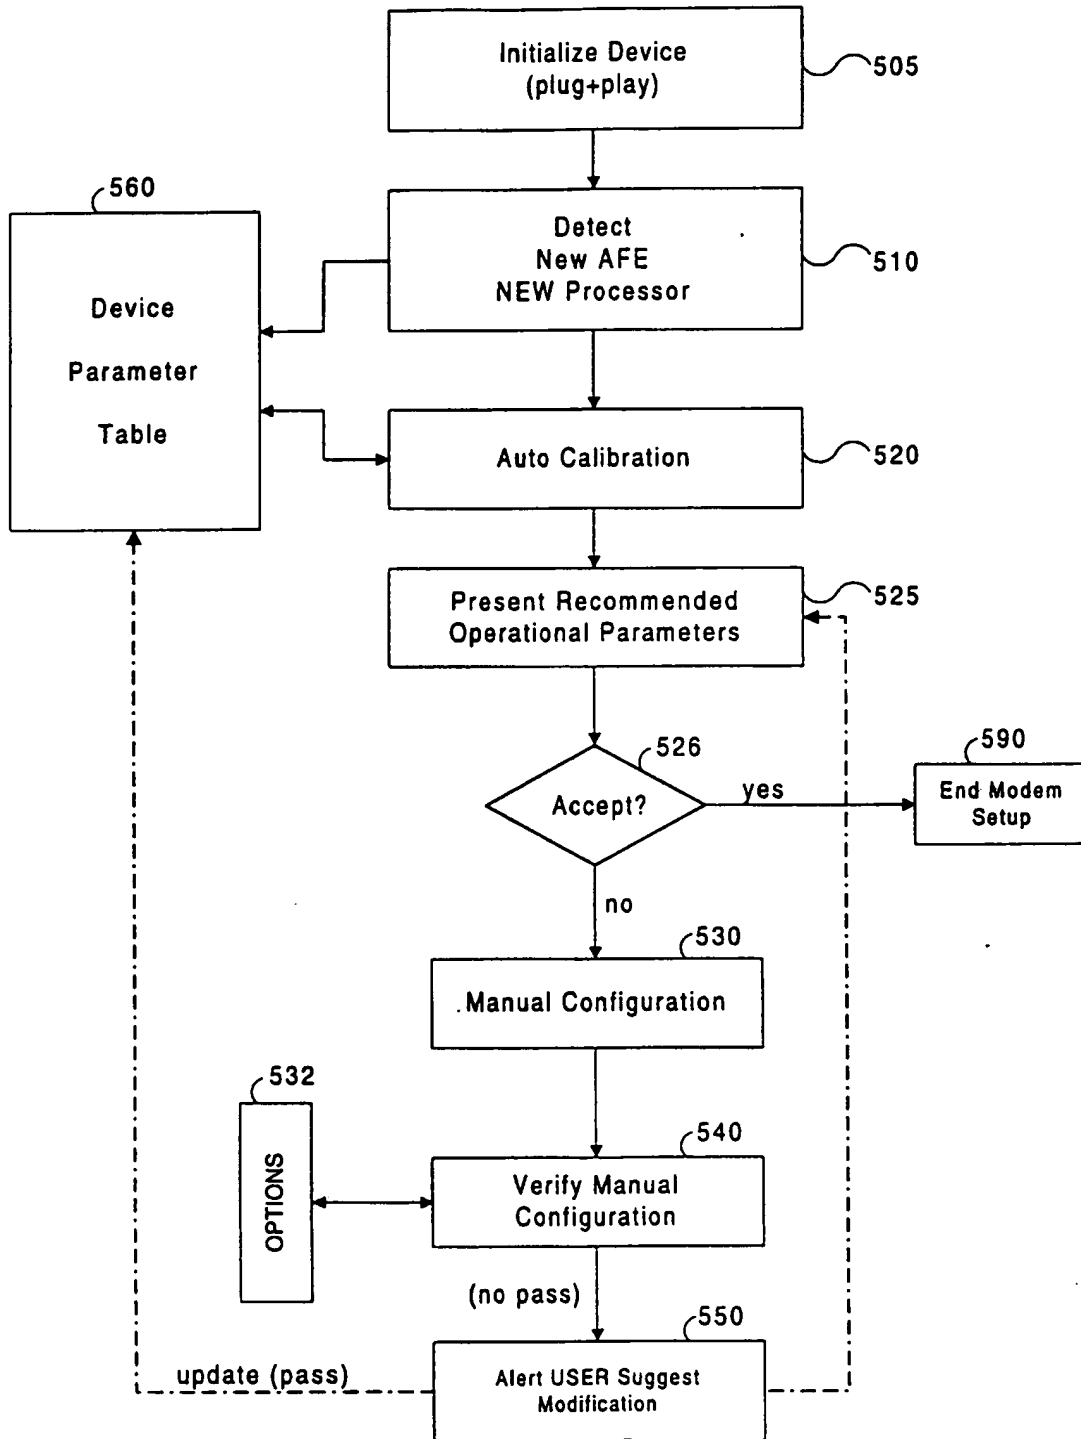 Initialize Device
(plug+play)
505
560
Detect
New AFE
NEW Processor
510
Device
Parameter
Table
Auto Calibration
520
Present Recommended
Operational Parameters
525
526
Accept?
yes
590
End Modem
Setup
no
530
Manual Configuration
532
OPTIONS
540
Verify Manual
Configuration
(no pass)
550
update (pass)
Alert USER Suggest
Modification